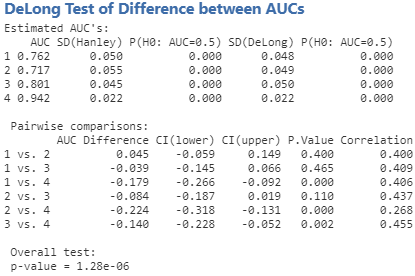 DeLong Test of Difference between AUCs
Estimated AUC's:
AUC SD(Hanley) P(H0: AUC=0.5) SD(DeLong) P(H0: AUC=0.5)
1 0.762 0.050 0.000 0.048 0.000
2 0.717 0.055 0.000 0.049 0.000
3 0.801 0.045 0.000 0.050 0.000
4 0.942 0.022 0.000 0.022 0.000
Pairwise comparisons:
AUC Difference CI(lower) CI(upper) P.Value Correlation
1 vs. 2 0.045 -0.059 0.149 0.400 0.400
1 vs. 3 -0.039 -0.145 0.066 0.465 0.409
1 vs. 4 -0.179 -0.266 -0.092 0.000 0.406
2 vs. 3 -0.084 -0.187 0.019 0.110 0.437
2 vs. 4 -0.224 -0.318 -0.131 0.000 0.268
3 vs. 4 -0.140 -0.228 -0.052 0.002 0.455
Overall test:
p-value = 1.28e-06